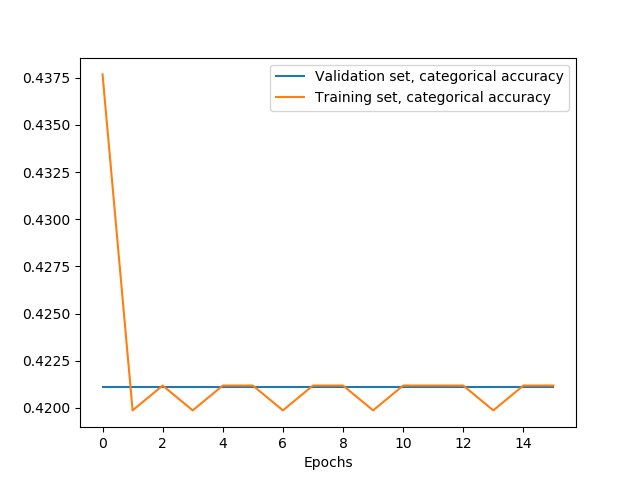 Validation set, categorical accuracy
Training set, categorical accuracy
0.4375
0.4350
0.4325
0.4300
0.4275
0.4250
0.4225
0.4200
0 2 4 6 8 10 12 14
Epochs